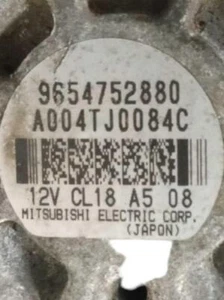 9654752880
A004TJ0084C
12V CL18 A5 08
MITSUBISHI ELECTRIC CORP.
(JAPON)